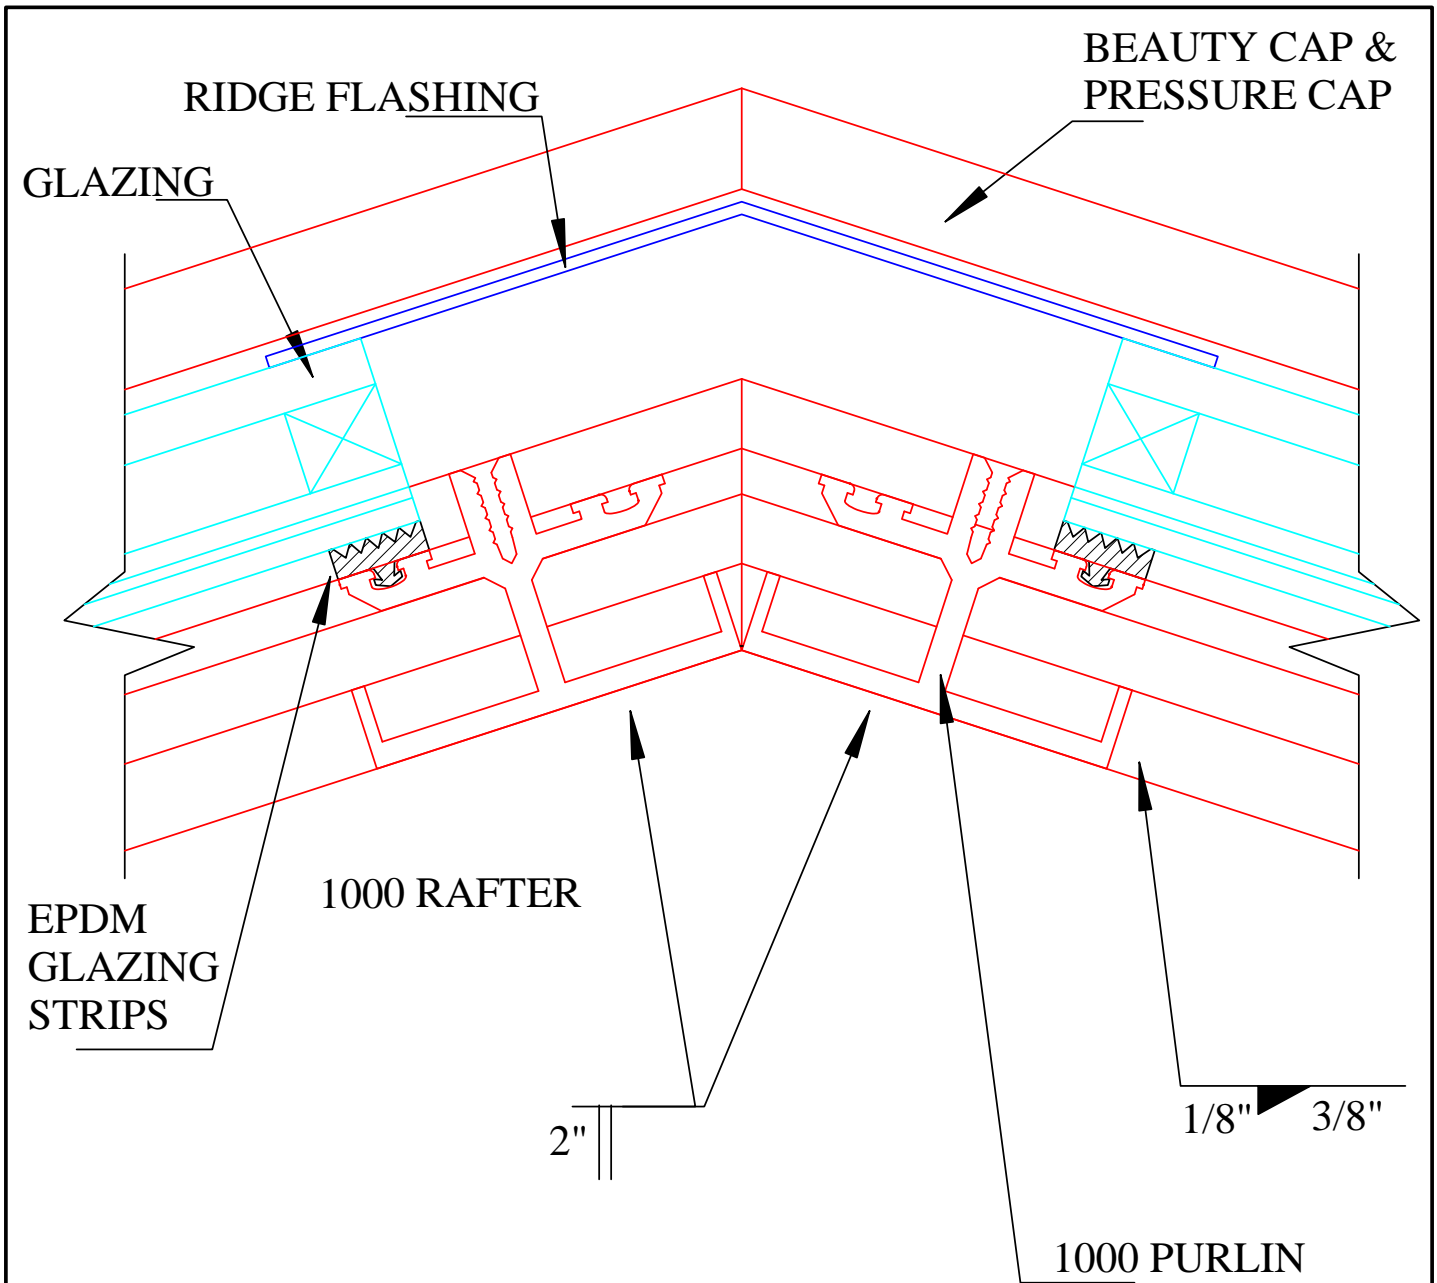 BEAUTY CAP &
PRESSURE CAP
RIDGE FLASHING
GLAZING
1000 RAFTER
EPDM
GLAZING
STRIPS
2"
1/8" 3/8"
1000 PURLIN